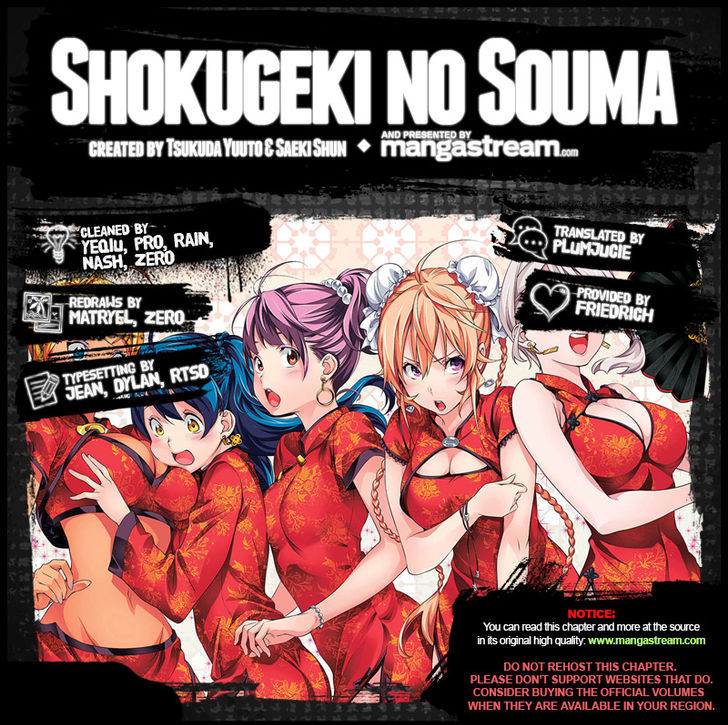 SHOKUGEKI NO SOUMA
CREATED BY TSUKUDA YUUTO & SAEKI SHUN ◆ AND PRESENTED BY mangastream.com
CLEANED BY
YEQIU, PRO, RAIN,
NASH, ZERO
REDRAWS BY
MATRYEL, ZERO
TYPESETTING BY
JEAN, DYLAN, RTSO
TRANSLATED BY
PLUMJUCIE
PROVIDED BY
FRIEDRICH
NOTICE:
You can read this chapter and more at the source
in its original high quality: www.mangastream.com
DO NOT REHOST THIS CHAPTER.
PLEASE DON'T SUPPORT WEBSITES THAT DO.
CONSIDER BUYING THE OFFICIAL VOLUMES
WHEN THEY ARE AVAILABLE IN YOUR REGION.